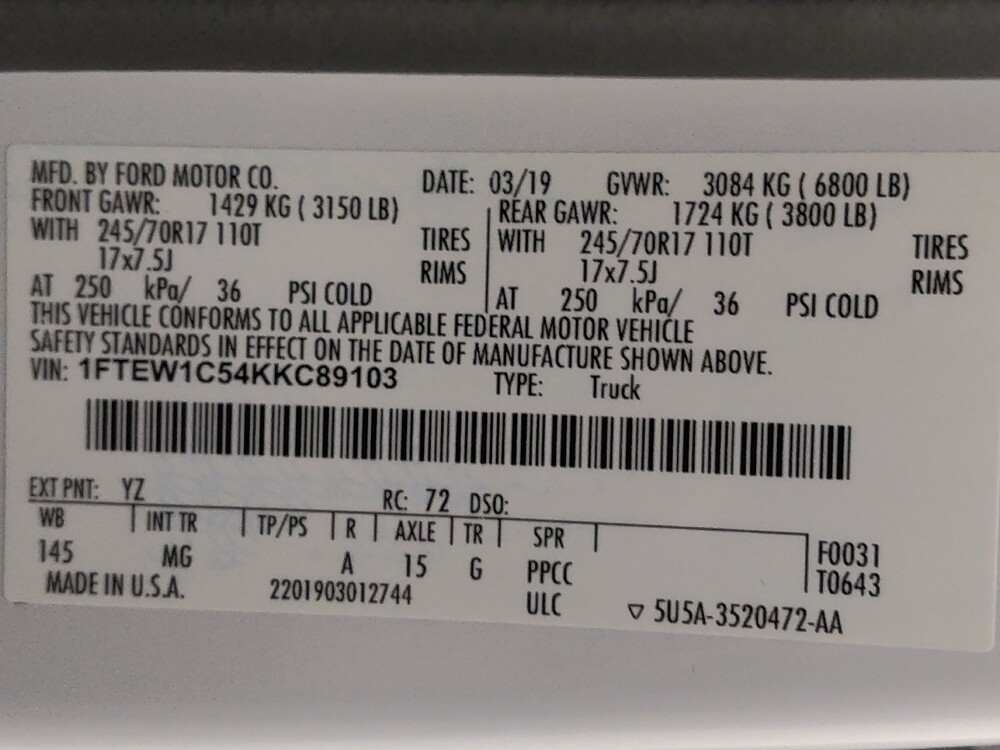 MFD. BY FORD MOTOR CO. DATE: 03/19 GVWR: 3084 KG ( 6800 LB)
FRONT GAWR: 1429 KG ( 3150 LB) REAR GAWR: 1724 KG ( 3800 LB)
WITH 245/70R17 110T TIRES WITH 245/70R17 110T TIRES
17x7.5J RIMS 17x7.5J RIMS
AT 250 kPa/ 36 PSI COLD AT 250 kPa/ 36 PSI COLD
THIS VEHICLE CONFORMS TO ALL APPLICABLE FEDERAL MOTOR VEHICLE
SAFETY STANDARDS IN EFFECT ON THE DATE OF MANUFACTURE SHOWN ABOVE.
VIN: 1FTEW1C54KKC89103 TYPE: Truck
EXT PNT: YZ RC: 72 DSO:
WB INT TR TP/PS R AXLE TR SPR
145 MG A 15 G PPCC F0031
ULC T0643
MADE IN U.S.A. 2201903012744 ▽ 5U5A-3520472-AA